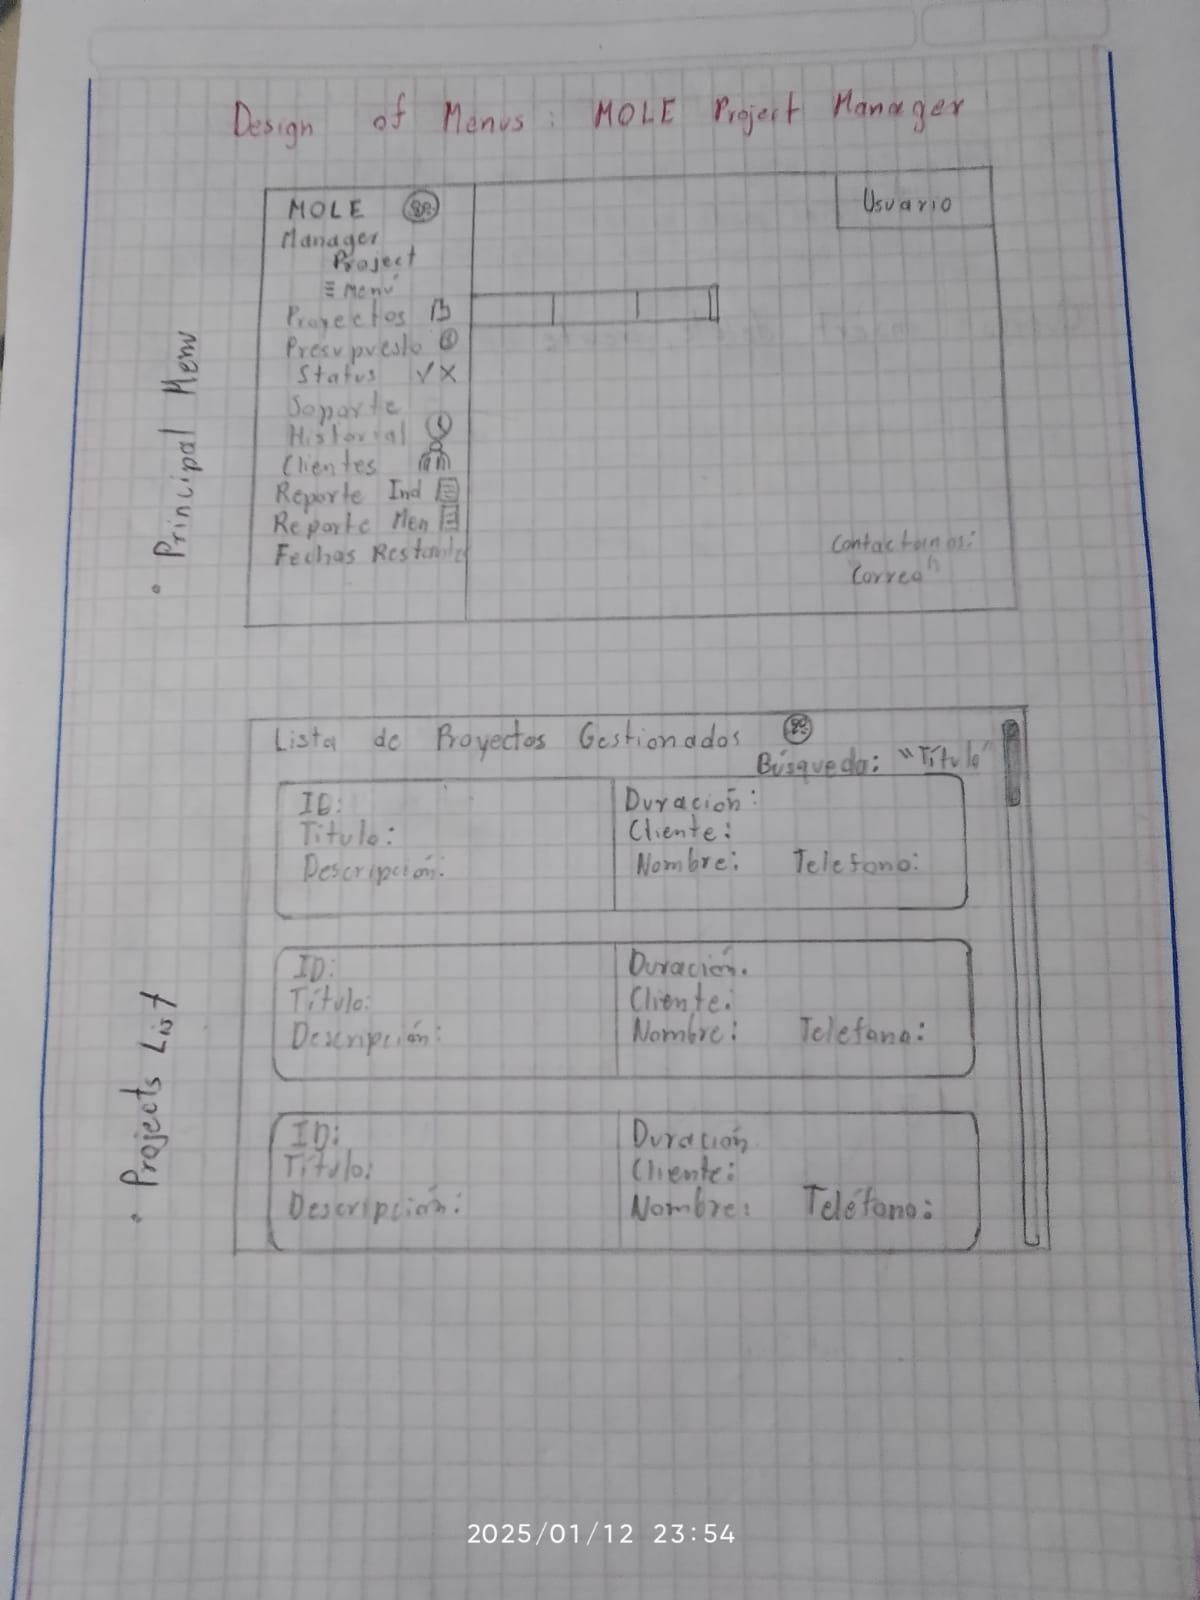 Design of Menus: MOLE Project Manager
• Principal Menu
MOLE
Usuario
Manager
Project
≡ Menú
Proyectos
Presupuesto
Status ✓ X
Soporte
Historial
Clientes
Reporte Ind
Reporte Men
Fechas Restante
Contactanos:
Correo
• Projects List
Lista de Proyectos Gestionados
Búsqueda: "Título"
ID:
Título:
Descripción:
Duración:
Cliente:
Nombre: Telefono:
ID:
Título:
Descripción:
Duración.
Cliente:
Nombre: Telefono:
ID:
Título:
Descripción:
Duración
Cliente:
Nombre: Teléfono:
2025/01/12 23:54